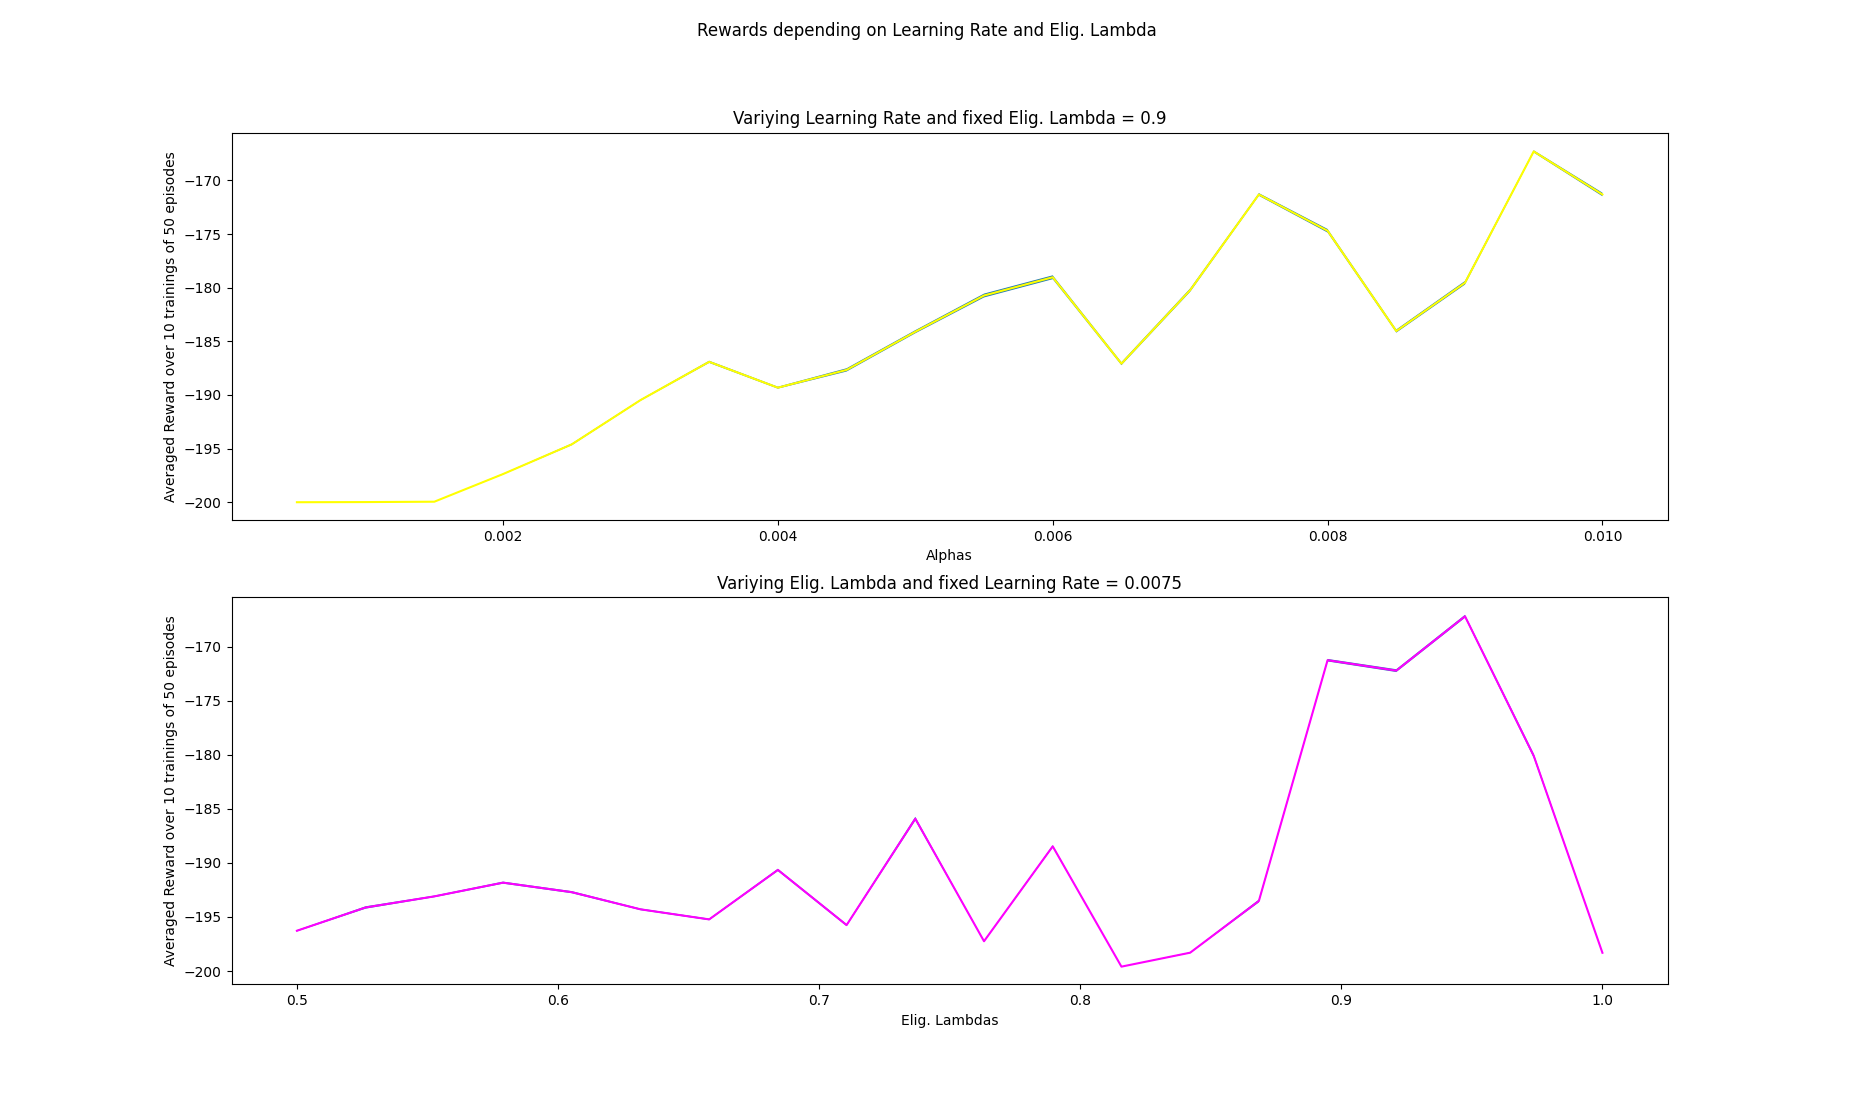 Rewards depending on Learning Rate and Elig. Lambda
Variying Learning Rate and fixed Elig. Lambda = 0.9
Averaged Reward over 10 trainings of 50 episodes
−170
−175
−180
−185
−190
−195
−200
0.002 0.004 0.006 0.008 0.010
Alphas
Variying Elig. Lambda and fixed Learning Rate = 0.0075
Averaged Reward over 10 trainings of 50 episodes
−170
−175
−180
−185
−190
−195
−200
0.5 0.6 0.7 0.8 0.9 1.0
Elig. Lambdas